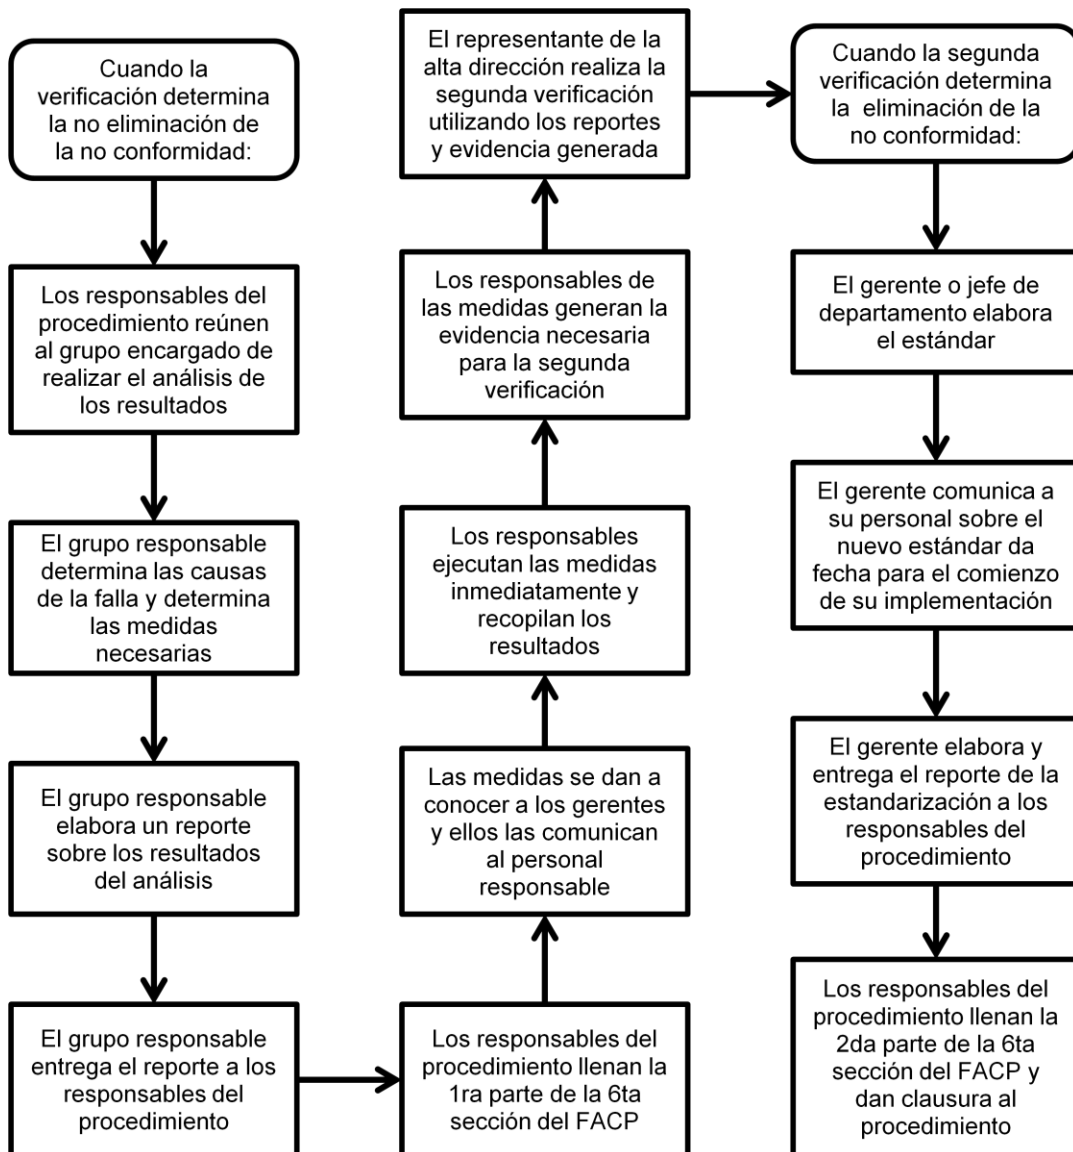 Cuando la
verificación determina
la no eliminación de
la no conformidad:
Los responsables del
procedimiento reúnen
al grupo encargado de
realizar el análisis de
los resultados
El grupo responsable
determina las causas
de la falla y determina
las medidas
necesarias
El grupo responsable
elabora un reporte
sobre los resultados
del análisis
El grupo responsable
entrega el reporte a los
responsables del
procedimiento
Los responsables del
procedimiento llenan la
1ra parte de la 6ta
sección del FACP
Las medidas se dan a
conocer a los gerentes
y ellos las comunican
al personal
responsable
Los responsables
ejecutan las medidas
inmediatamente y
recopilan los
resultados
Los responsables de
las medidas generan la
evidencia necesaria
para la segunda
verificación
El representante de la
alta dirección realiza la
segunda verificación
utilizando los reportes
y evidencia generada
Cuando la segunda
verificación determina
la eliminación de la
no conformidad:
El gerente o jefe de
departamento elabora
el estándar
El gerente comunica a
su personal sobre el
nuevo estándar da
fecha para el comienzo
de su implementación
El gerente elabora y
entrega el reporte de la
estandarización a los
responsables del
procedimiento
Los responsables del
procedimiento llenan la
2da parte de la 6ta
sección del FACP y
dan clausura al
procedimiento